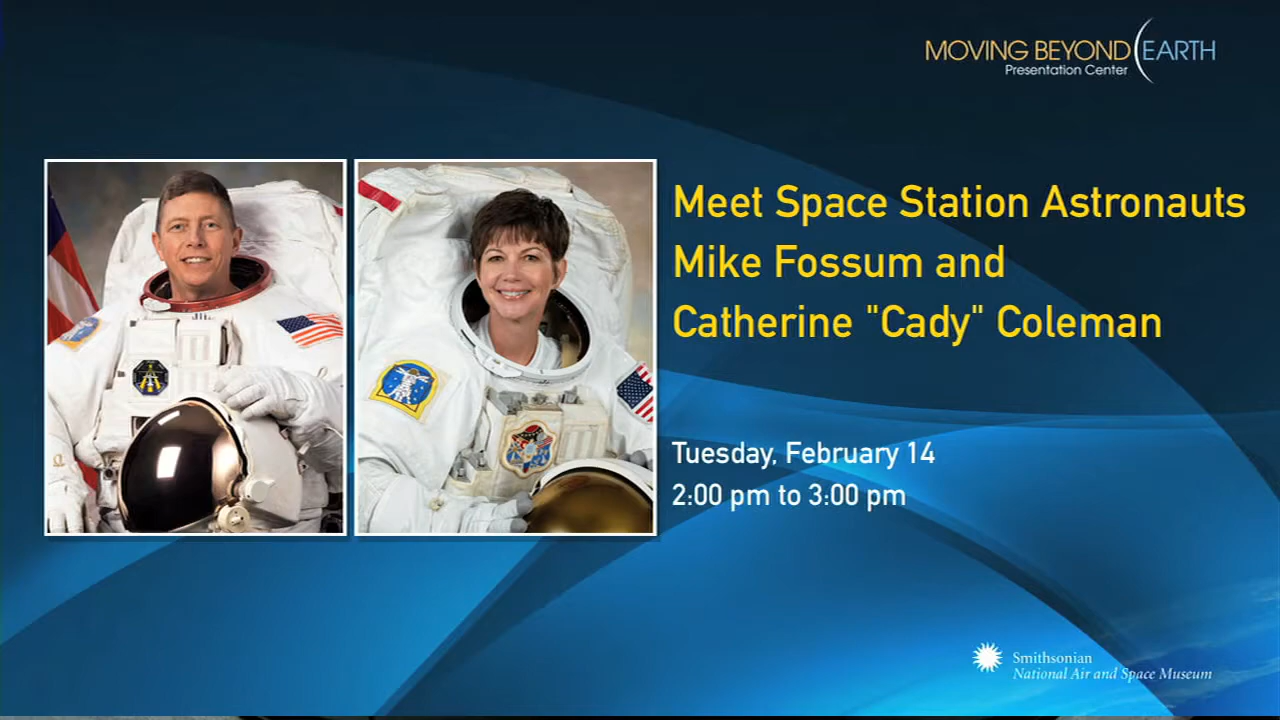 MOVING BEYOND EARTH
Presentation Center
Meet Space Station Astronauts
Mike Fossum and
Catherine "Cady" Coleman
Tuesday, February 14
2:00 pm to 3:00 pm
Smithsonian
National Air and Space Museum